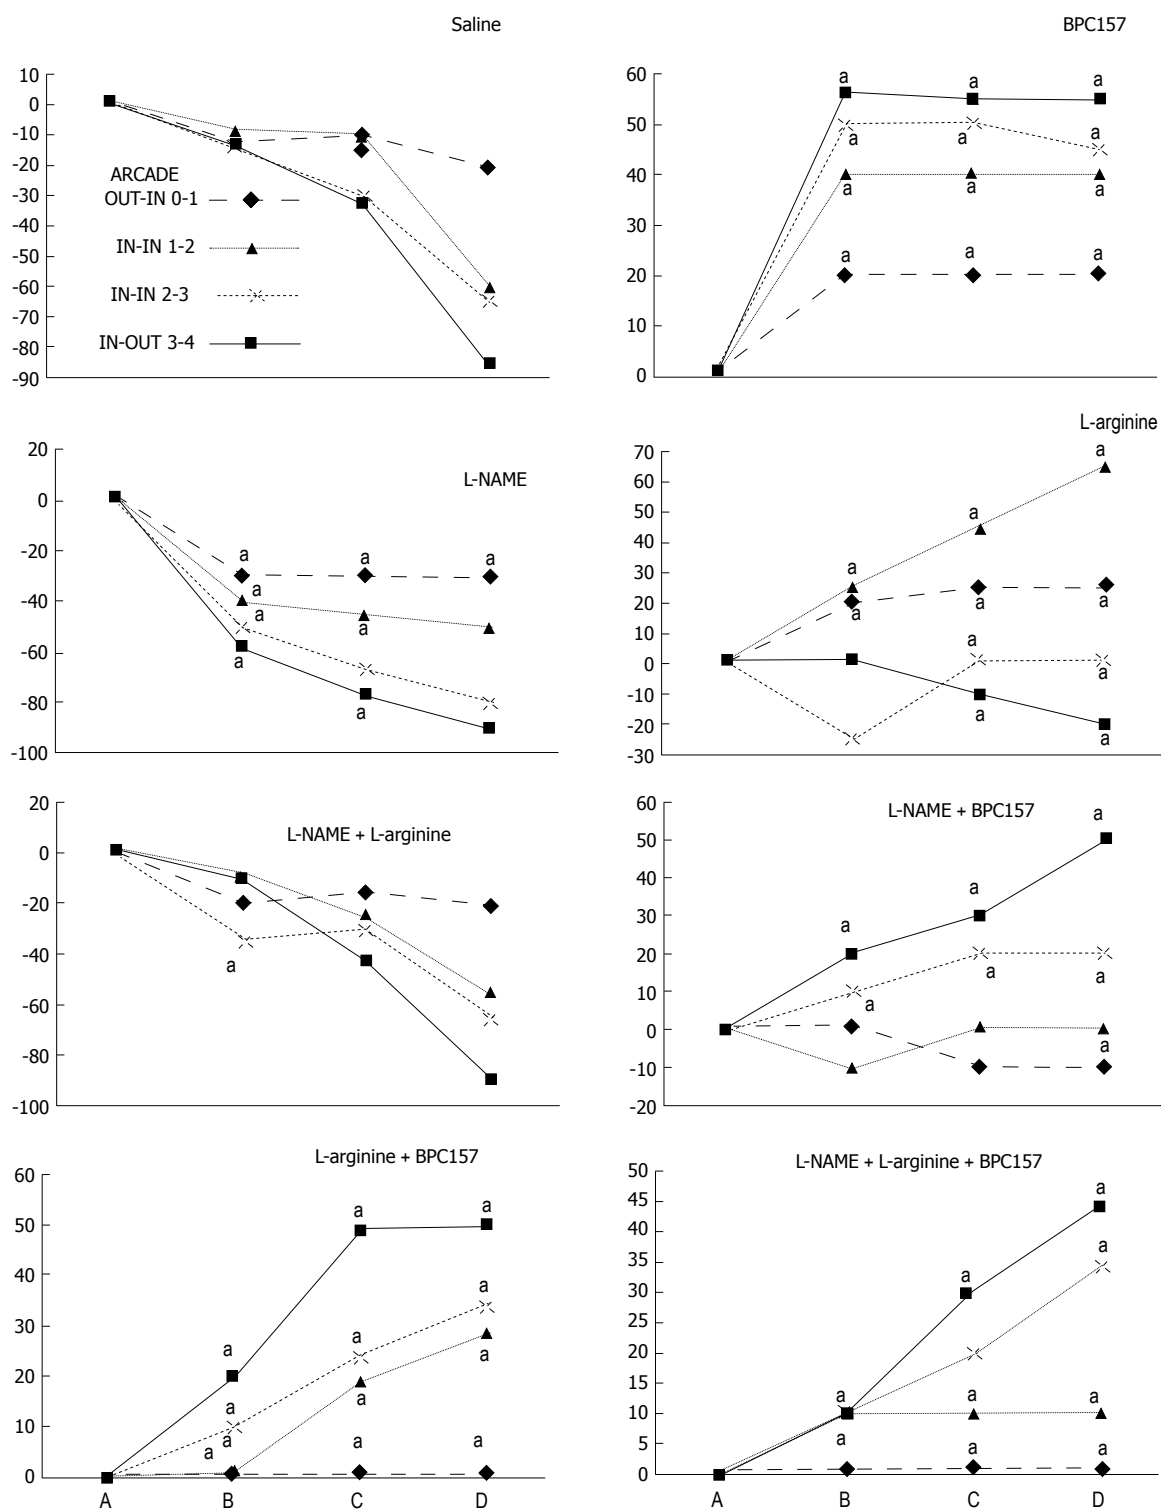 Saline
10
0
-10
-20
-30
-40
-50
-60
-70
-80
-90
ARCADE
OUT-IN 0-1
IN-IN 1-2
IN-IN 2-3
IN-OUT 3-4
BPC157
60
50
40
30
20
10
0
a a a
a a a
a a a
a a a
L-NAME
20
0
-20
-40
-60
-80
-100
a a a
a
a a
a
a
L-arginine
70
60
50
40
30
20
10
0
-10
-20
-30
a
a
a
a a a
a a
a a
L-NAME + L-arginine
20
0
-20
-40
-60
-80
-100
a
L-NAME + BPC157
60
50
40
30
20
10
0
-10
-20
a
a
a
a a a
a
L-arginine + BPC157
60
50
40
30
20
10
0
a a
a
a
a
a
a
a
a a a a
A B C D
L-NAME + L-arginine + BPC157
50
45
40
35
30
25
20
15
10
5
0
a
a
a
a a a
a a a
A B C D